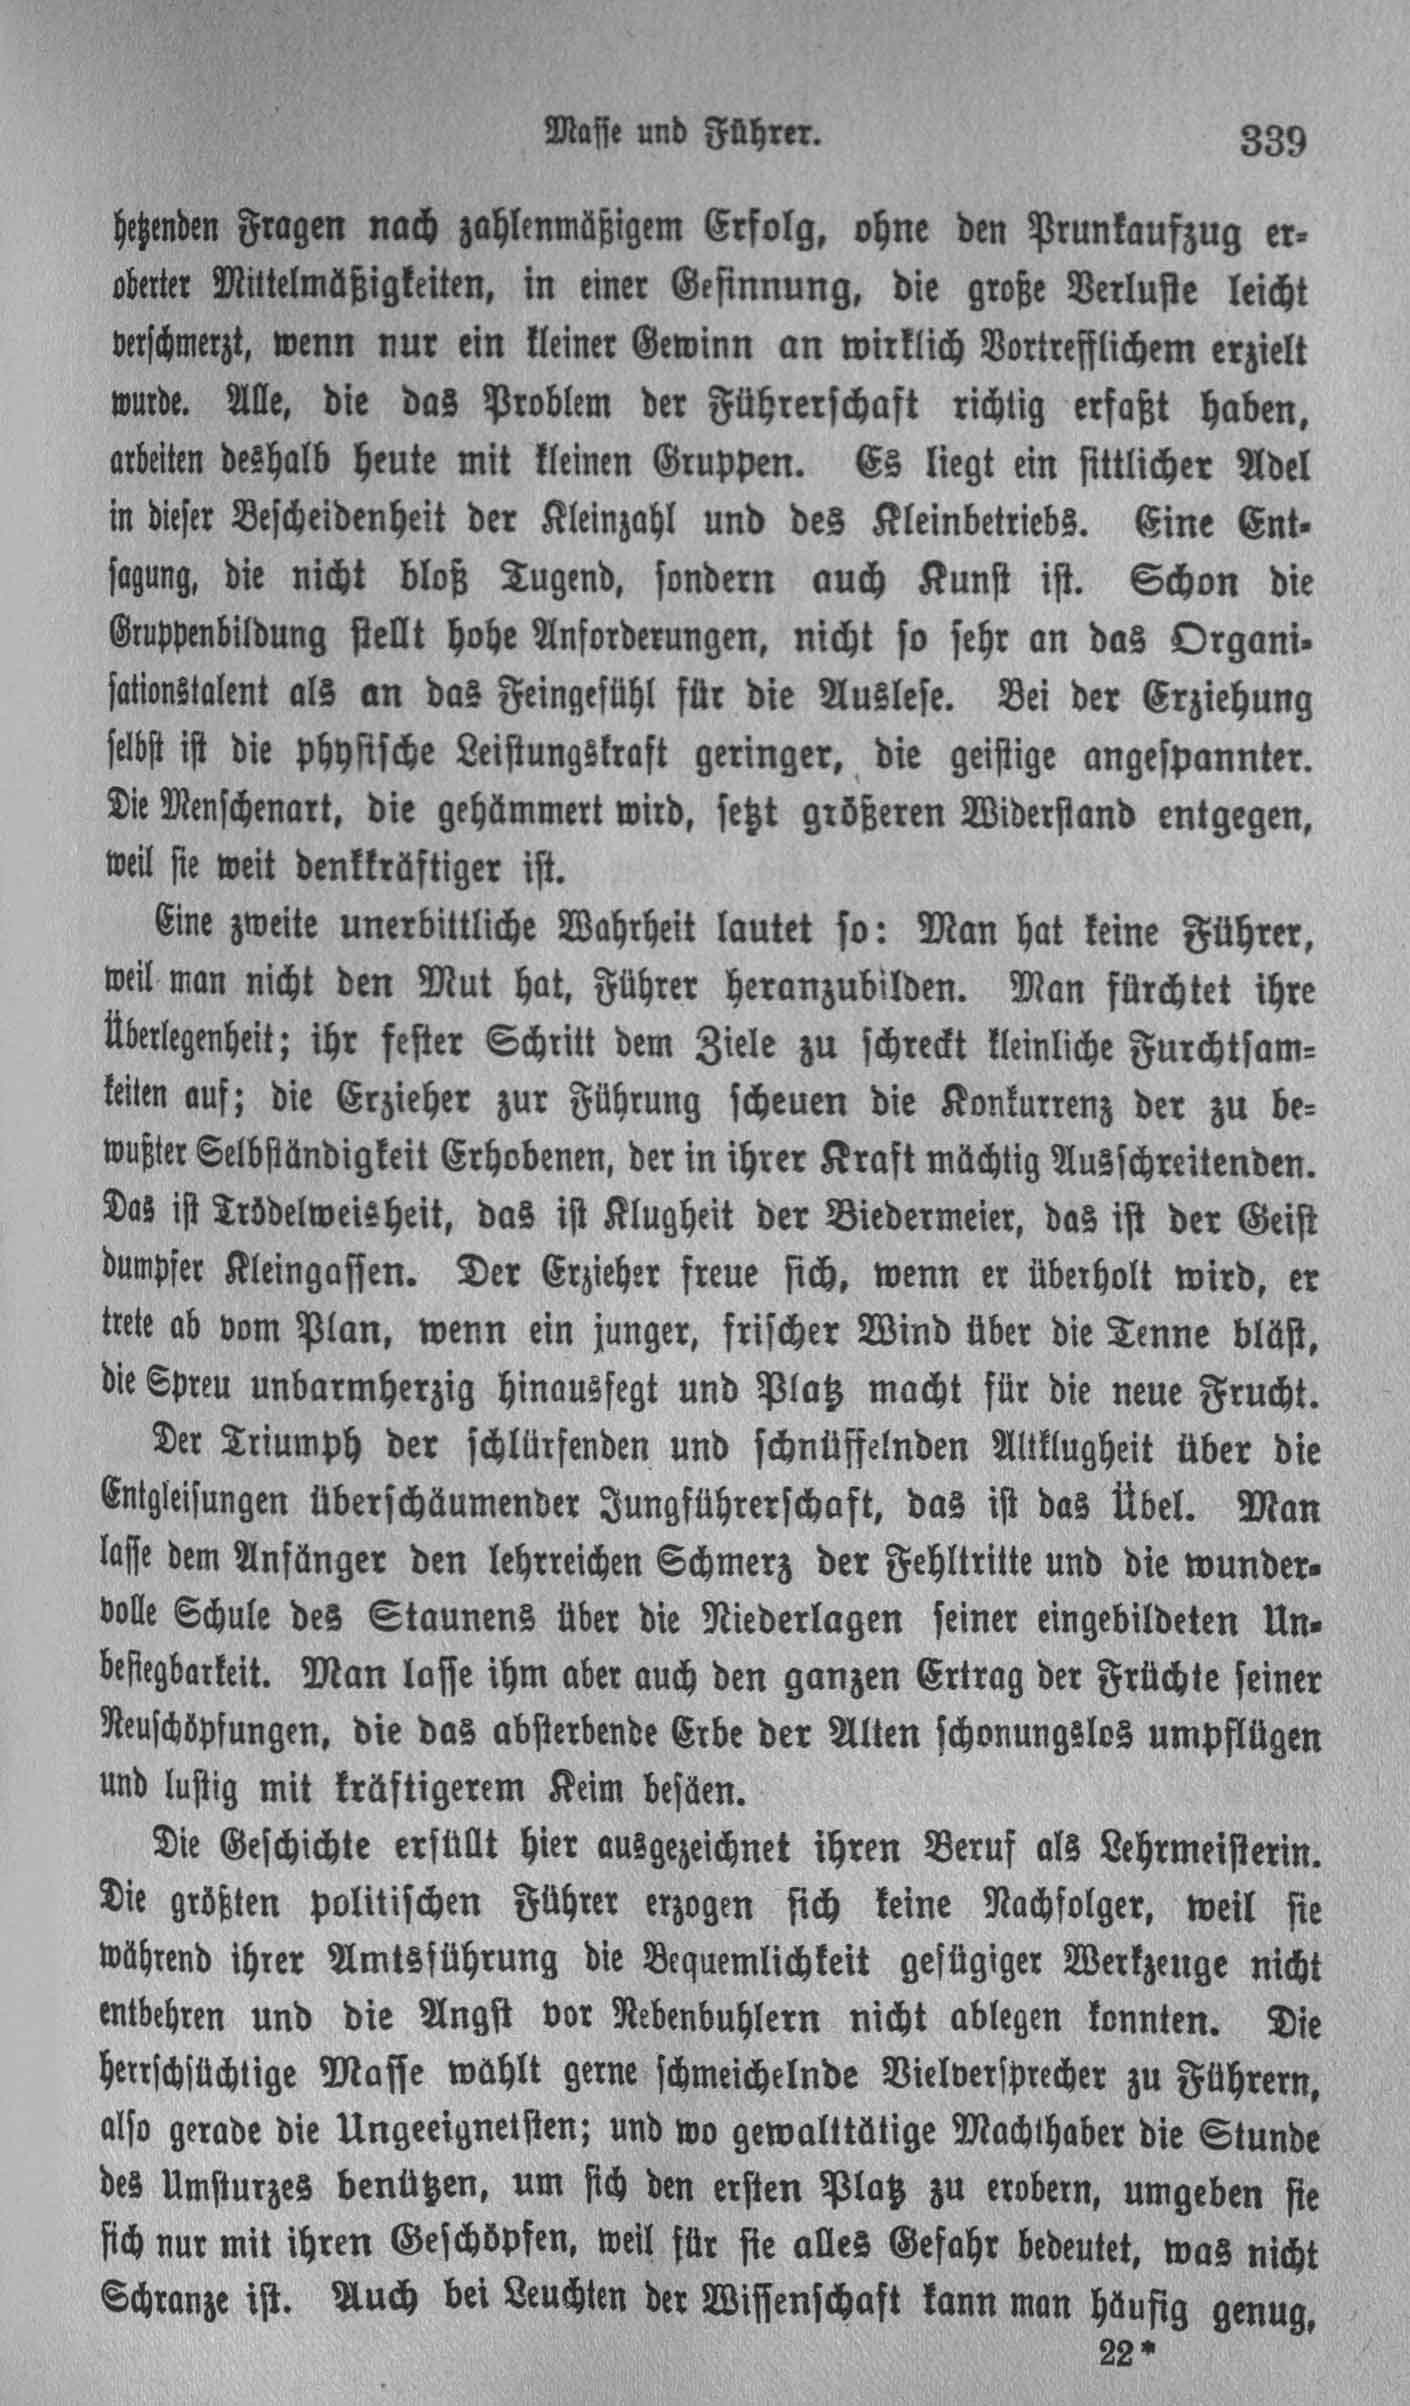 Masse und Führer. 339
hetzenden Fragen nach zahlenmäßigem Erfolg, ohne den Prunkaufzug er-
oberter Mittelmäßigkeiten, in einer Gesinnung, die große Verluste leicht
verschmerzt, wenn nur ein kleiner Gewinn an wirklich Vortrefflichem erzielt
wurde. Alle, die das Problem der Führerschaft richtig erfaßt haben,
arbeiten deshalb heute mit kleinen Gruppen. Es liegt ein sittlicher Adel
in dieser Bescheidenheit der Kleinzahl und des Kleinbetriebs. Eine Ent-
sagung, die nicht bloß Tugend, sondern auch Kunst ist. Schon die
Gruppenbildung stellt hohe Anforderungen, nicht so sehr an das Organi-
sationstalent als an das Feingefühl für die Auslese. Bei der Erziehung
selbst ist die physische Leistungskraft geringer, die geistige angespannter.
Die Menschenart, die gehämmert wird, setzt größeren Widerstand entgegen,
weil sie weit denkkräftiger ist.
Eine zweite unerbittliche Wahrheit lautet so: Man hat keine Führer,
weil man nicht den Mut hat, Führer heranzubilden. Man fürchtet ihre
Überlegenheit; ihr fester Schritt dem Ziele zu schreckt kleinliche Furchtsam-
keiten auf; die Erzieher zur Führung scheuen die Konkurrenz der zu be-
wußter Selbständigkeit Erhobenen, der in ihrer Kraft mächtig Ausschreitenden.
Das ist Trödelweisheit, das ist Klugheit der Biedermeier, das ist der Geist
dumpfer Kleingassen. Der Erzieher freue sich, wenn er überholt wird, er
trete ab vom Plan, wenn ein junger, frischer Wind über die Tenne bläst,
die Spreu unbarmherzig hinausfegt und Platz macht für die neue Frucht.
Der Triumph der schlürfenden und schnüffelnden Altklugheit über die
Entgleisungen überschäumender Jungführerschaft, das ist das Übel. Man
lasse dem Anfänger den lehrreichen Schmerz der Fehltritte und die wunder-
volle Schule des Staunens über die Niederlagen seiner eingebildeten Un-
besiegbarkeit. Man lasse ihm aber auch den ganzen Ertrag der Früchte seiner
Neuschöpfungen, die das absterbende Erbe der Alten schonungslos umpflügen
und lustig mit kräftigerem Keim besäen.
Die Geschichte erfüllt hier ausgezeichnet ihren Beruf als Lehrmeisterin.
Die größten politischen Führer erzogen sich keine Nachfolger, weil sie
während ihrer Amtsführung die Bequemlichkeit gefügiger Werkzeuge nicht
entbehren und die Angst vor Nebenbuhlern nicht ablegen konnten. Die
herrschsüchtige Masse wählt gerne schmeichelnde Vielversprecher zu Führern,
also gerade die Ungeeignetsten; und wo gewalttätige Machthaber die Stunde
des Umsturzes benützen, um sich den ersten Platz zu erobern, umgeben sie
sich nur mit ihren Geschöpfen, weil für sie alles Gefahr bedeutet, was nicht
Schranze ist. Auch bei Leuchten der Wissenschaft kann man häufig genug,
22*